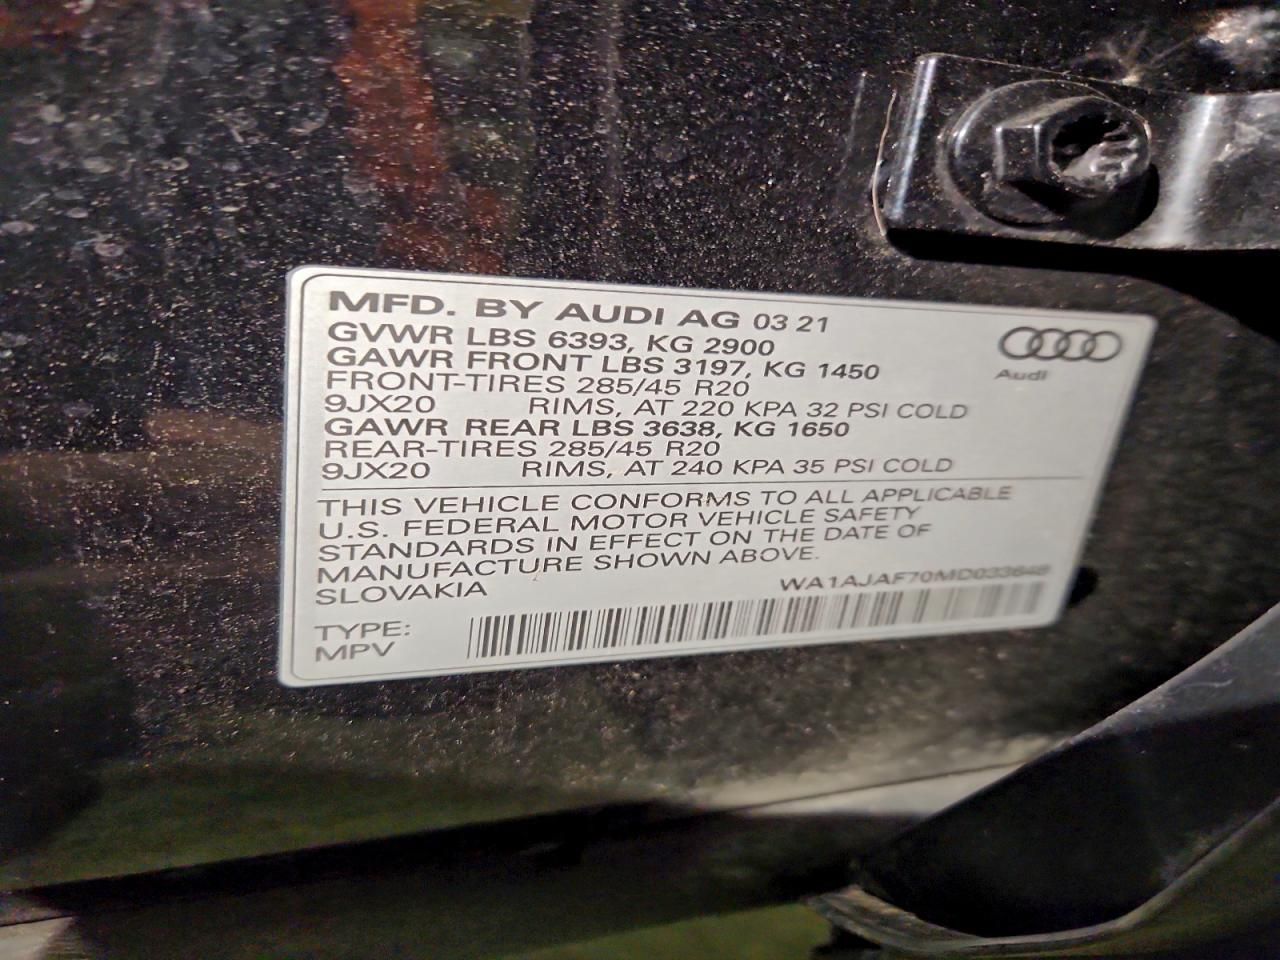 MFD. BY AUDI AG 03 21
GVWR LBS 6393, KG 2900
GAWR FRONT LBS 3197, KG 1450
FRONT-TIRES 285/45 R20
9JX20 RIMS, AT 220 KPA 32 PSI COLD
GAWR REAR LBS 3638, KG 1650
REAR-TIRES 285/45 R20
9JX20 RIMS, AT 240 KPA 35 PSI COLD
Audi
THIS VEHICLE CONFORMS TO ALL APPLICABLE
U.S. FEDERAL MOTOR VEHICLE SAFETY
STANDARDS IN EFFECT ON THE DATE OF
MANUFACTURE SHOWN ABOVE.
SLOVAKIA
WA1AJAF70MD033648
TYPE:
MPV